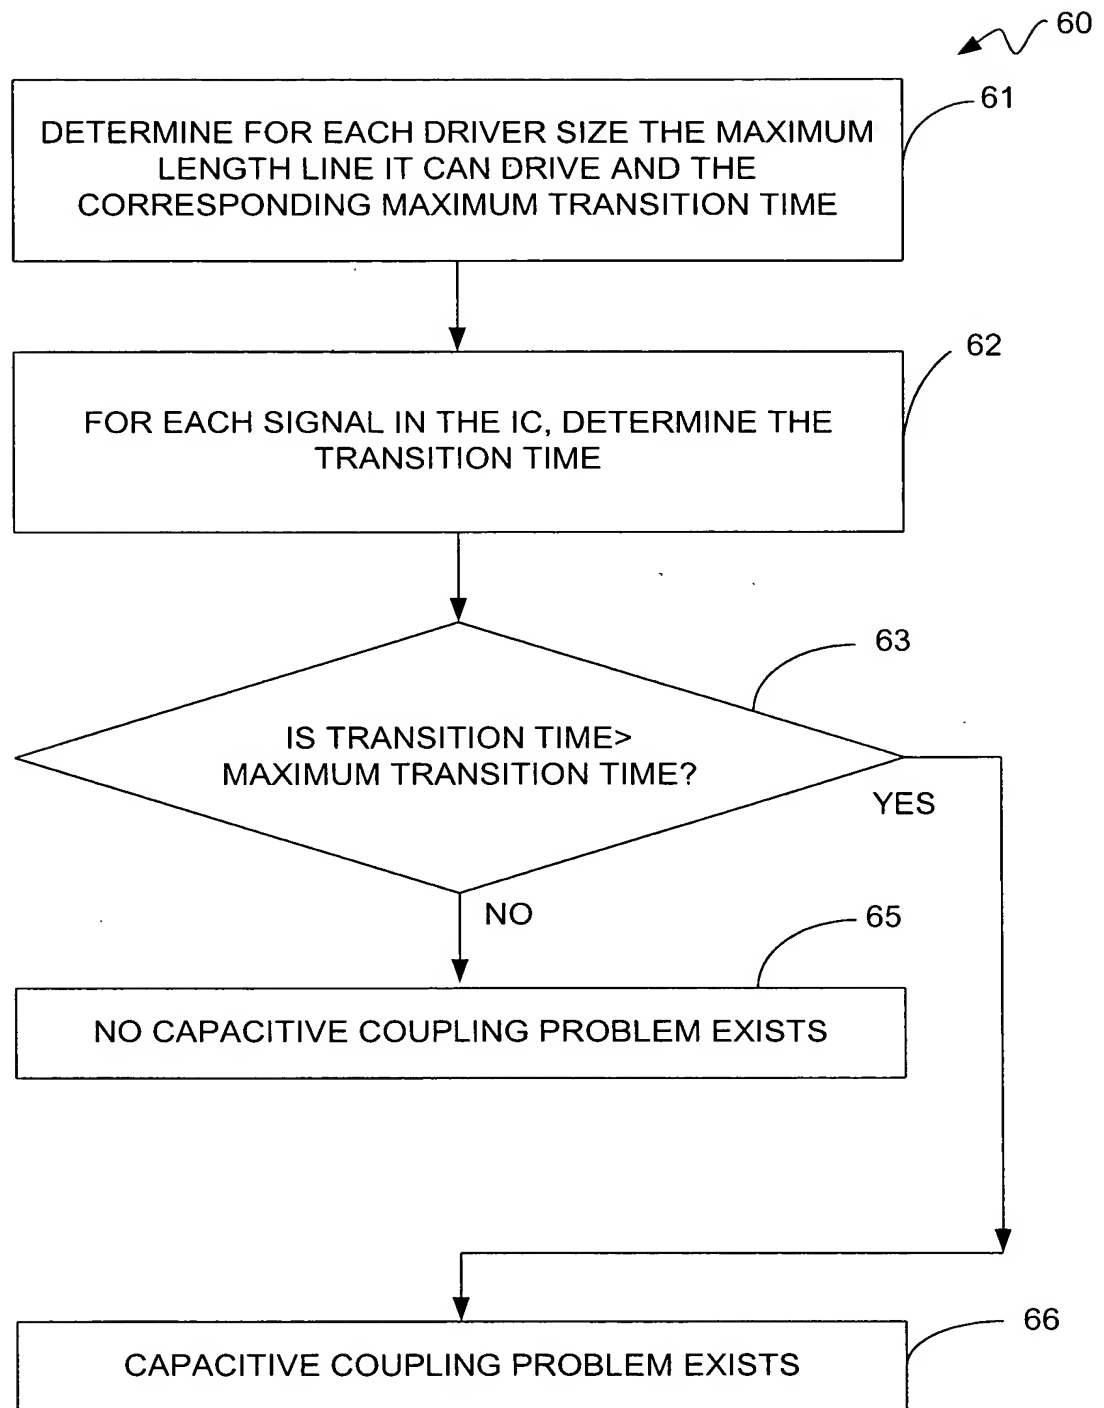 60
61
DETERMINE FOR EACH DRIVER SIZE THE MAXIMUM
LENGTH LINE IT CAN DRIVE AND THE
CORRESPONDING MAXIMUM TRANSITION TIME
62
FOR EACH SIGNAL IN THE IC, DETERMINE THE
TRANSITION TIME
63
IS TRANSITION TIME>
MAXIMUM TRANSITION TIME?
YES
NO
65
NO CAPACITIVE COUPLING PROBLEM EXISTS
66
CAPACITIVE COUPLING PROBLEM EXISTS